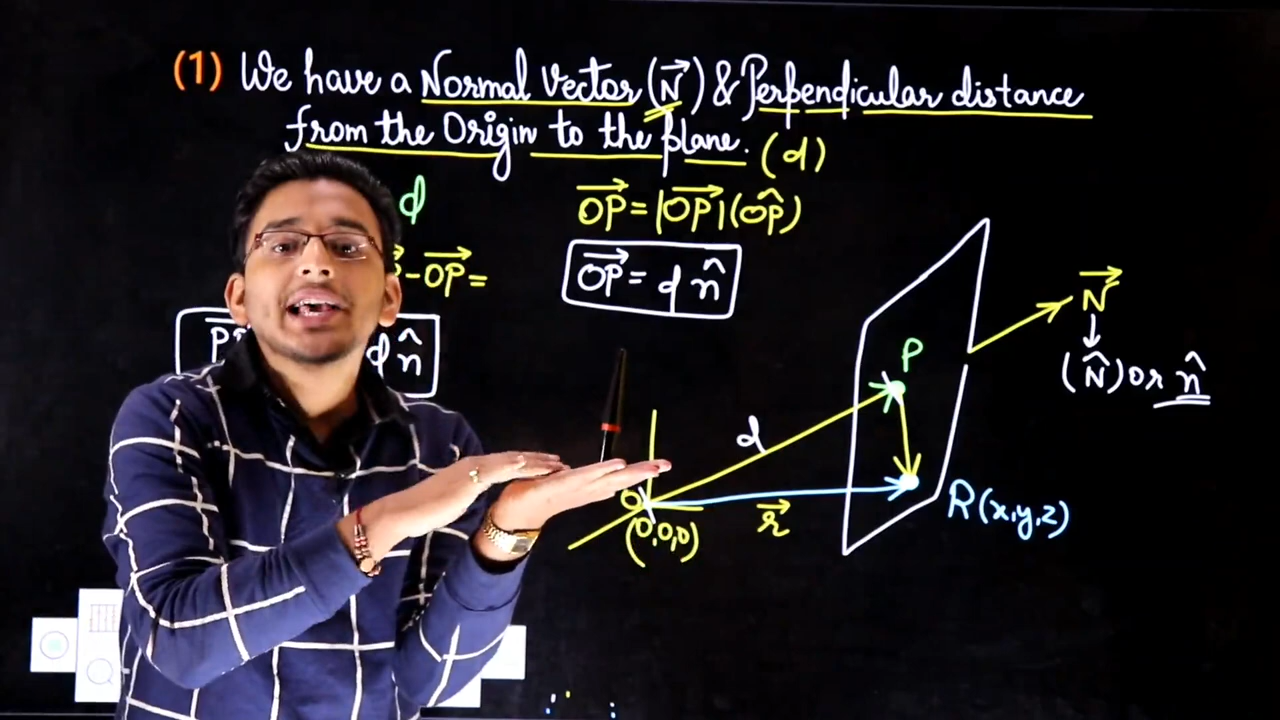 (1) We have a Normal Vector (N⃗) & Perpendicular distance
from the Origin to the plane. (d)
d
OP⃗ = |OP⃗|(OP̂)
-OP⃗ =
OP⃗ = d n̂
d n̂
N⃗
(N̂) or n̂
P
d
O
(0,0,0)
r⃗
R(x,y,z)